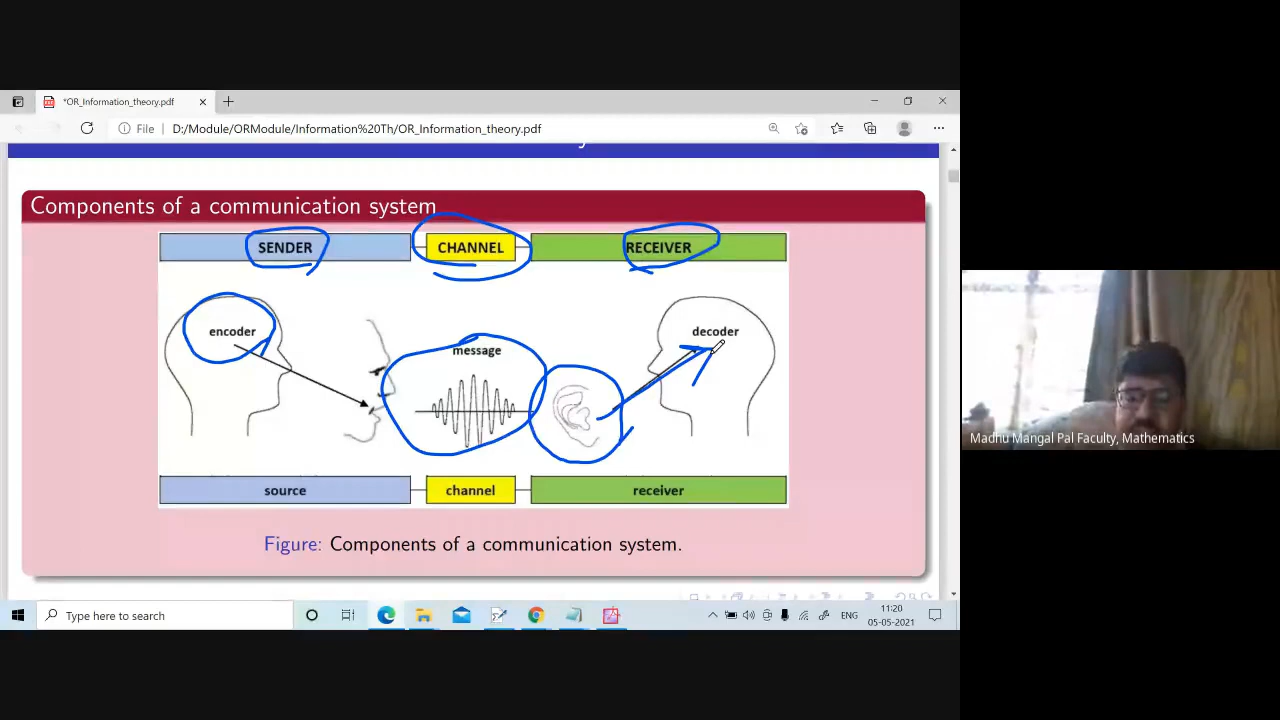 *OR_Information_theory.pdf
File | D:/Module/ORModule/Information%20Th/OR_Information_theory.pdf
Components of a communication system
SENDER CHANNEL RECEIVER
encoder decoder
message
source channel receiver
Figure: Components of a communication system.
Madhu Mangal Pal Faculty, Mathematics
Type here to search
ENG
11:20
05-05-2021